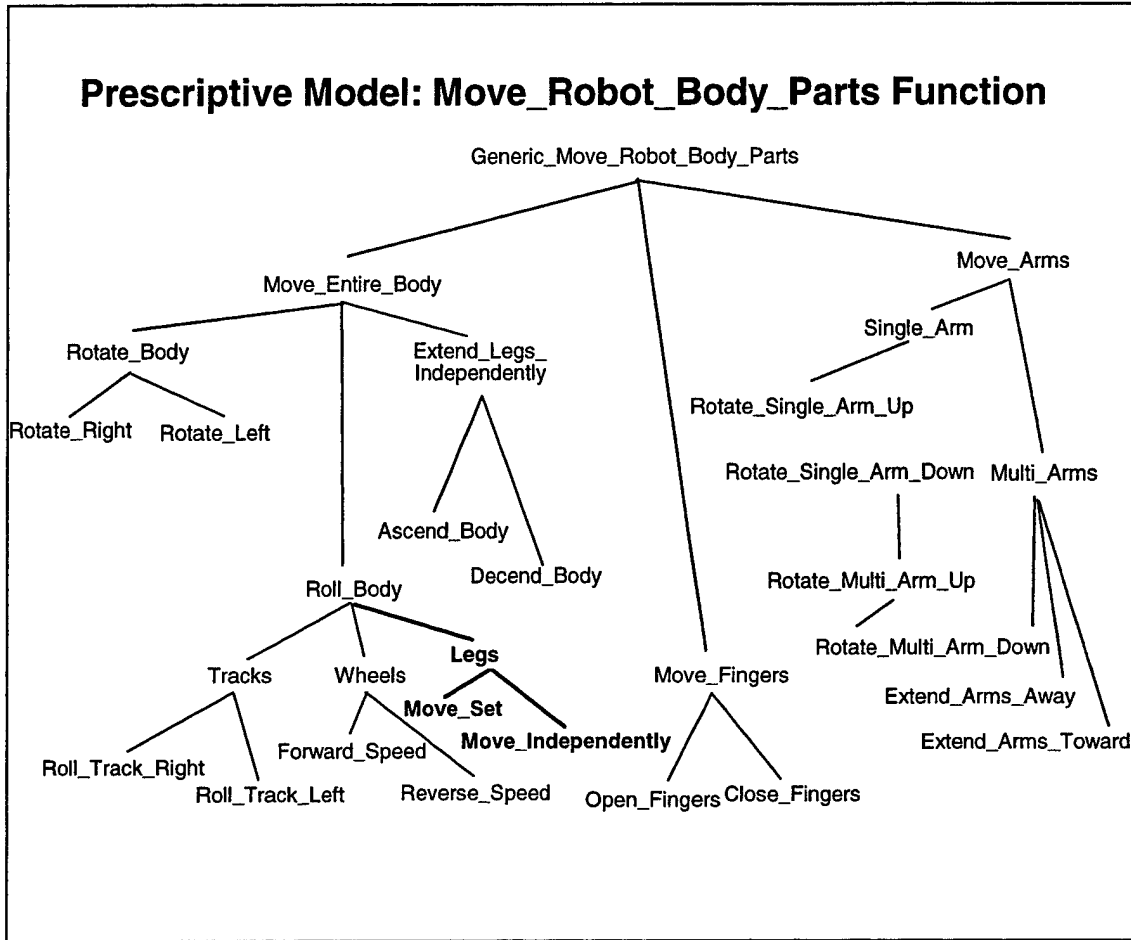 Prescriptive Model: Move_Robot_Body_Parts Function
Generic_Move_Robot_Body_Parts
Move_Entire_Body
Move_Arms
Rotate_Body
Extend_Legs_
Independently
Single_Arm
Rotate_Right
Rotate_Left
Rotate_Single_Arm_Up
Rotate_Single_Arm_Down
Multi_Arms
Ascend_Body
Decend_Body
Rotate_Multi_Arm_Up
Roll_Body
Rotate_Multi_Arm_Down
Legs
Tracks
Wheels
Move_Fingers
Extend_Arms_Away
Move_Set
Move_Independently
Extend_Arms_Toward
Forward_Speed
Roll_Track_Right
Roll_Track_Left
Reverse_Speed
Open_Fingers
Close_Fingers